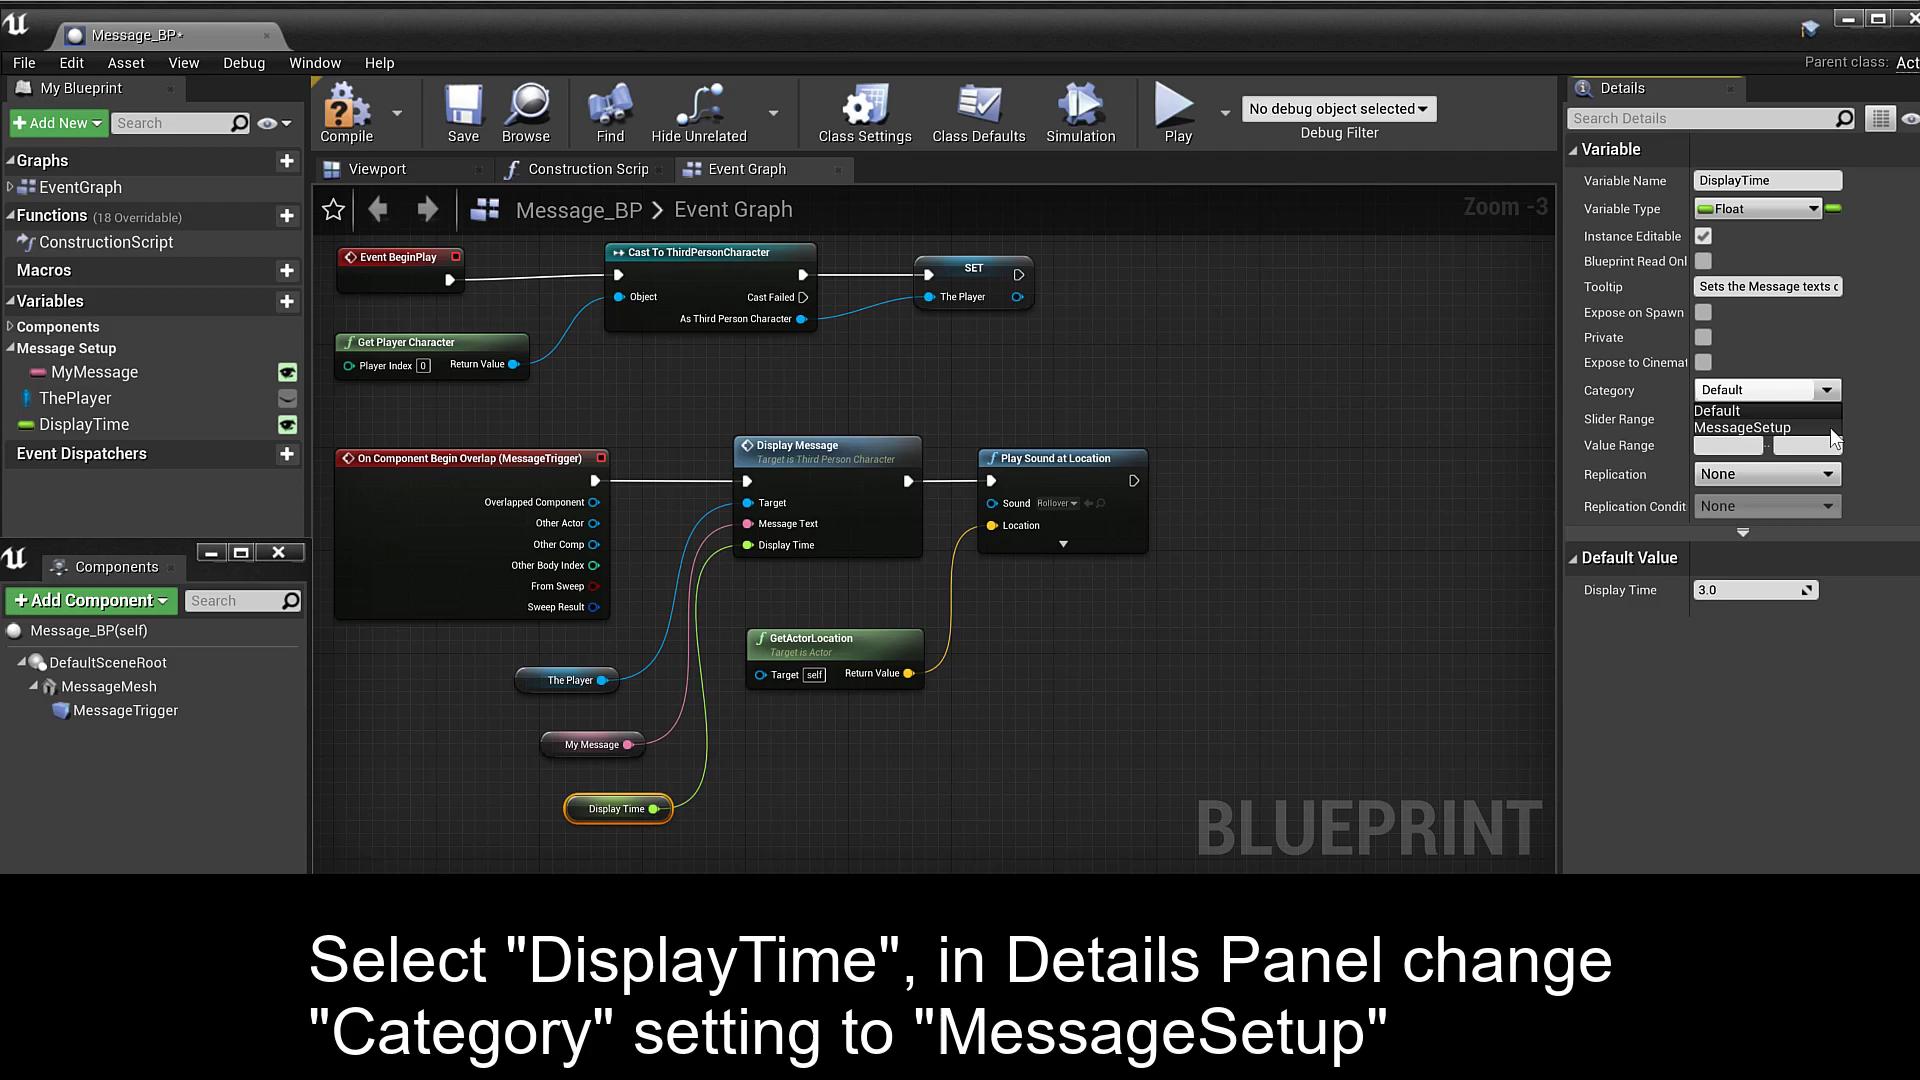 Message_BP*
File Edit Asset View Debug Window Help
Parent class: Act
My Blueprint
Add New
Search
Graphs
EventGraph
Functions (18 Overridable)
ConstructionScript
Macros
Variables
Components
Message Setup
MyMessage
ThePlayer
DisplayTime
Event Dispatchers
Components
Add Component
Search
Message_BP(self)
DefaultSceneRoot
MessageMesh
MessageTrigger
Compile
Save
Browse
Find
Hide Unrelated
Class Settings
Class Defaults
Simulation
Play
No debug object selected
Debug Filter
Viewport
Construction Scrip
Event Graph
Message_BP > Event Graph
Zoom -3
Event BeginPlay
Cast To ThirdPersonCharacter
Object
Cast Failed
As Third Person Character
SET
The Player
Get Player Character
Player Index 0
Return Value
On Component Begin Overlap (MessageTrigger)
Overlapped Component
Other Actor
Other Comp
Other Body Index
From Sweep
Sweep Result
Display Message
Target is Third Person Character
Target
Message Text
Display Time
Play Sound at Location
Sound Rollover
Location
GetActorLocation
Target is Actor
Target self
Return Value
The Player
My Message
Display Time
BLUEPRINT
Details
Search Details
Variable
Variable Name DisplayTime
Variable Type Float
Instance Editable
Blueprint Read Onl
Tooltip Sets the Message texts c
Expose on Spawn
Private
Expose to Cinemat
Category Default
Default
MessageSetup
Slider Range
Value Range
Replication None
Replication Condit None
Default Value
Display Time 3.0
Select "DisplayTime", in Details Panel change
"Category" setting to "MessageSetup"